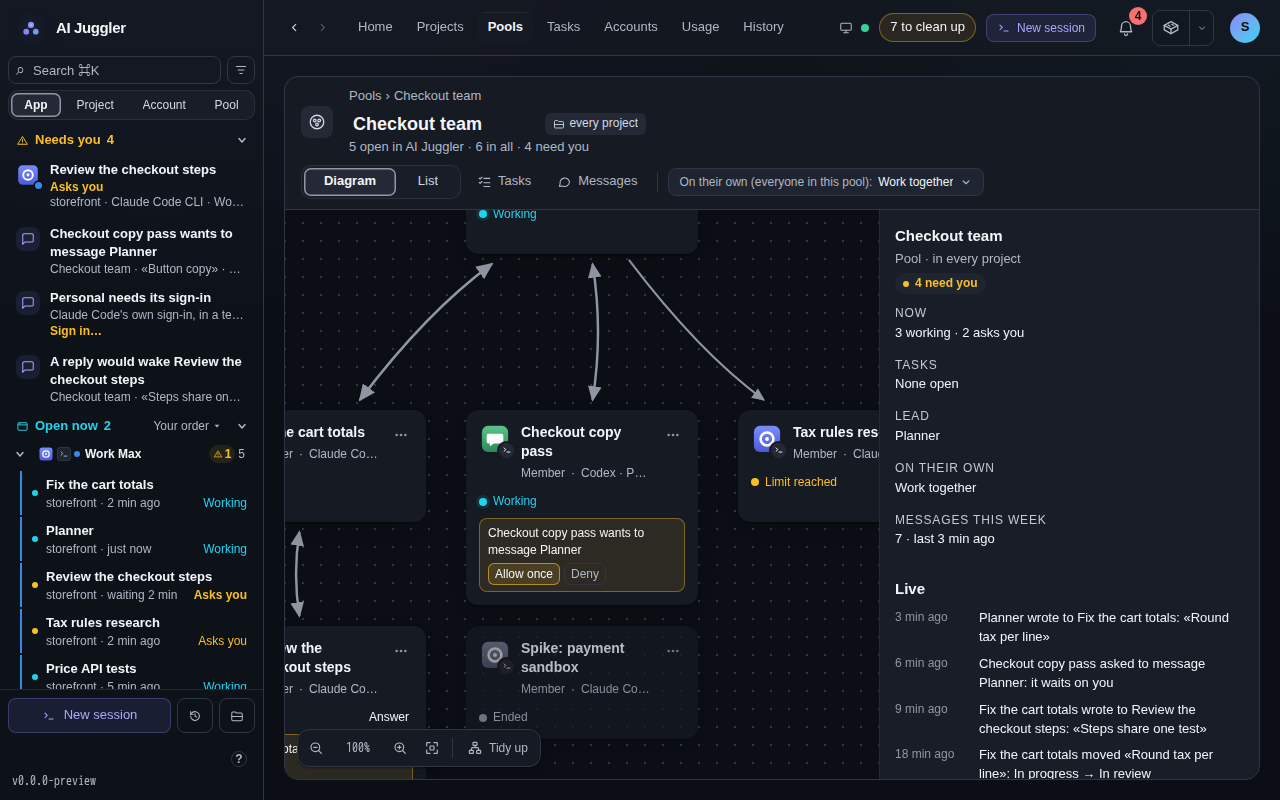 AI Juggler
Search ⌘K
App Project Account Pool
Needs you 4
Review the checkout steps
Asks you
storefront · Claude Code CLI · Wo…
Checkout copy pass wants to
message Planner
Checkout team · «Button copy» · …
Personal needs its sign-in
Claude Code's own sign-in, in a te…
Sign in…
A reply would wake Review the
checkout steps
Checkout team · «Steps share on…
Open now 2
Your order
Work Max
1 5
Fix the cart totals
storefront · 2 min ago Working
Planner
storefront · just now Working
Review the checkout steps
storefront · waiting 2 min Asks you
Tax rules research
storefront · 2 min ago Asks you
Price API tests
storefront · 5 min ago Working
New session
?
v0.0.0-preview
Home Projects Pools Tasks Accounts Usage History
7 to clean up
New session
4
S
Pools › Checkout team
Checkout team
every project
5 open in AI Juggler · 6 in all · 4 need you
Diagram List Tasks Messages
On their own (everyone in this pool): Work together
Working
e cart totals
er · Claude Co…
Checkout copy
pass
Member · Codex · P…
Working
Checkout copy pass wants to
message Planner
Allow once Deny
Tax rules res
Member · Clau
Limit reached
ew the
kout steps
er · Claude Co…
Answer
Spike: payment
sandbox
Member · Claude Co…
Ended
100%
Tidy up
Checkout team
Pool · in every project
4 need you
NOW
3 working · 2 asks you
TASKS
None open
LEAD
Planner
ON THEIR OWN
Work together
MESSAGES THIS WEEK
7 · last 3 min ago
Live
3 min ago Planner wrote to Fix the cart totals: «Round
tax per line»
6 min ago Checkout copy pass asked to message
Planner: it waits on you
9 min ago Fix the cart totals wrote to Review the
checkout steps: «Steps share one test»
18 min ago Fix the cart totals moved «Round tax per
line»: In progress → In review